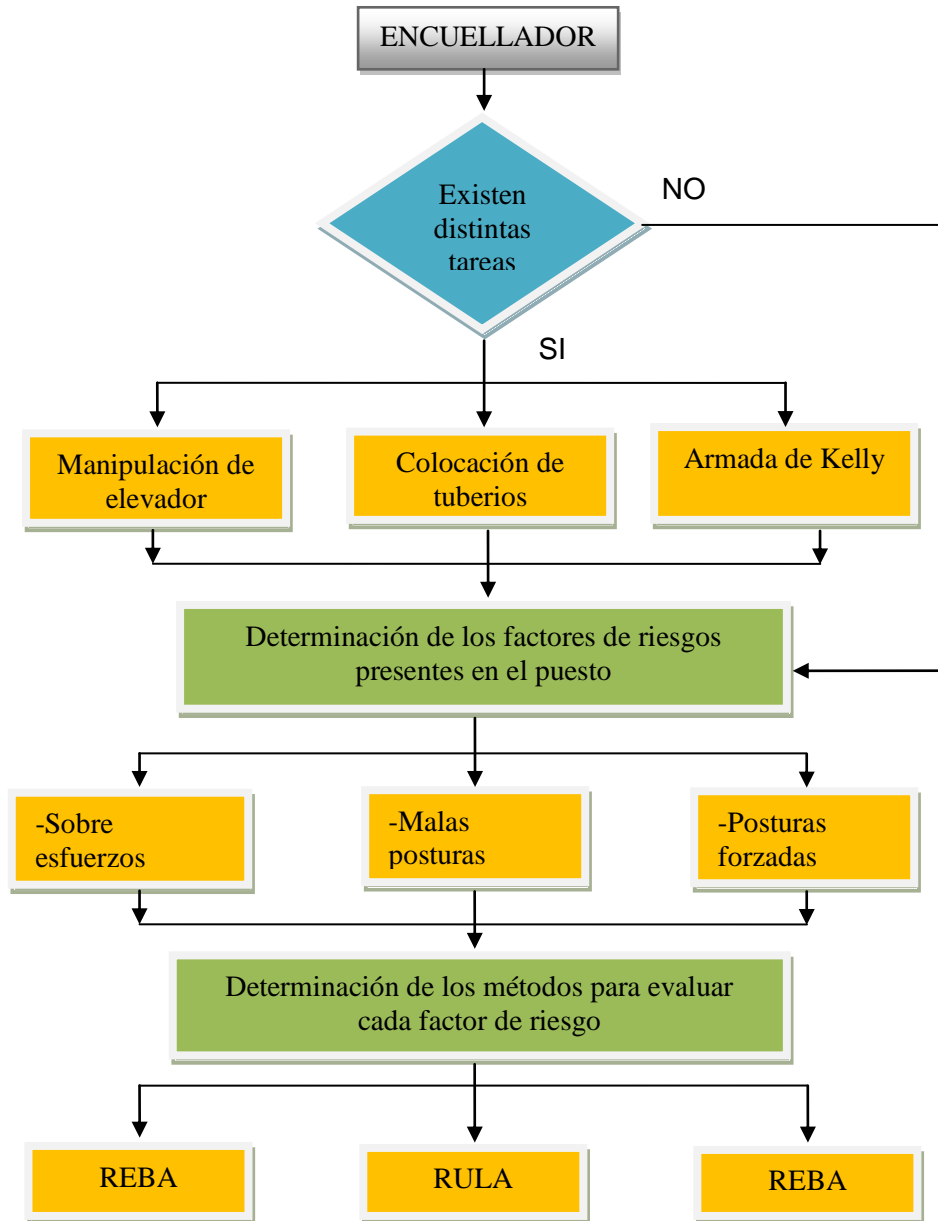 ENCUELLADOR
Existen
distintas
tareas
NO
SI
Manipulación de
elevador
Colocación de
tuberios
Armada de Kelly
Determinación de los factores de riesgos
presentes en el puesto
-Sobre
esfuerzos
-Malas
posturas
-Posturas
forzadas
Determinación de los métodos para evaluar
cada factor de riesgo
REBA
RULA
REBA